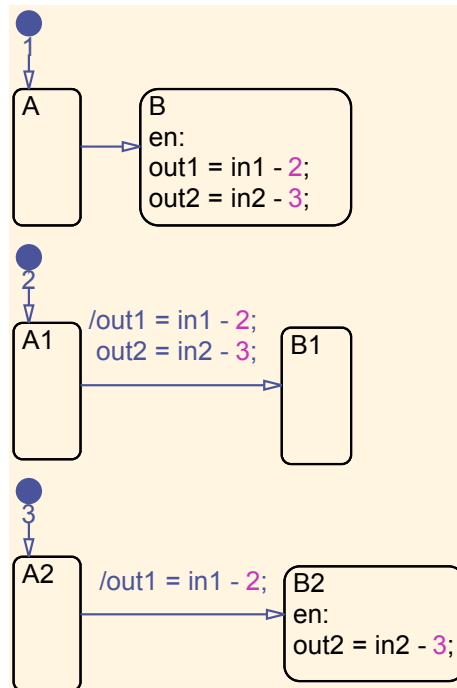 1
A
B
en:
out1 = in1 - 2;
out2 = in2 - 3;
2
/out1 = in1 - 2;
out2 = in2 - 3;
A1
B1
3
A2
/out1 = in1 - 2;
B2
en:
out2 = in2 - 3;